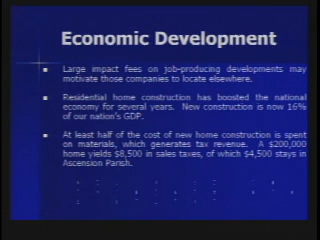 Economic Development
Large impact fees on job-producing developments may
motivate those companies to locate elsewhere.
Residential home construction has boosted the national
economy for several years. New construction is now 16%
of our nation's GDP.
At least half of the cost of new home construction is spent
on materials, which generates tax revenue. A $200,000
home yields $8,500 in sales taxes, of which $4,500 stays in
Ascension Parish.